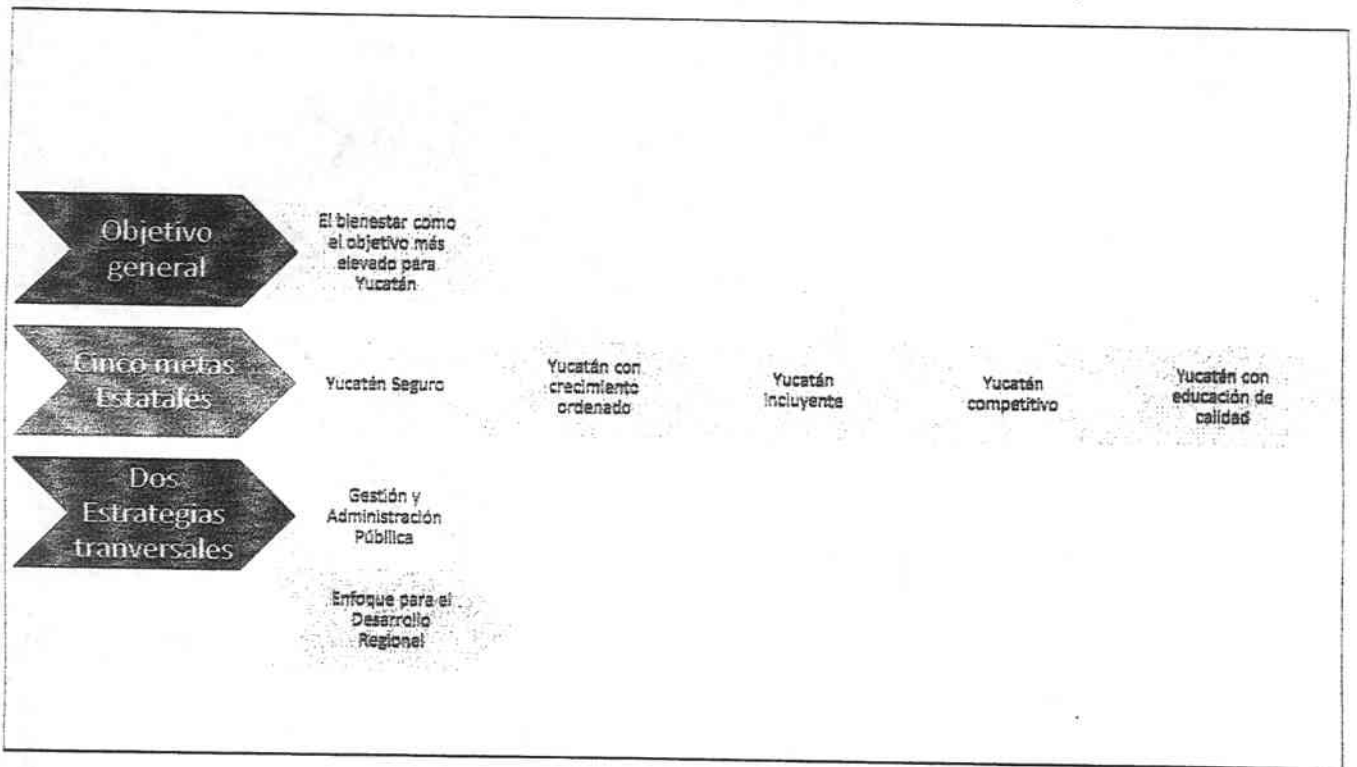 Objetivo
general
El bienestar como
el objetivo más
elevado para
Yucatán
Cinco metas
Estatales
Yucatán Seguro
Yucatán con
crecimiento
ordenado
Yucatán
incluyente
Yucatán
competitivo
Yucatán con
educación de
calidad
Dos
Estrategias
tranversales
Gestión y
Administración
Pública
Enfoque para el
Desarrollo
Regional